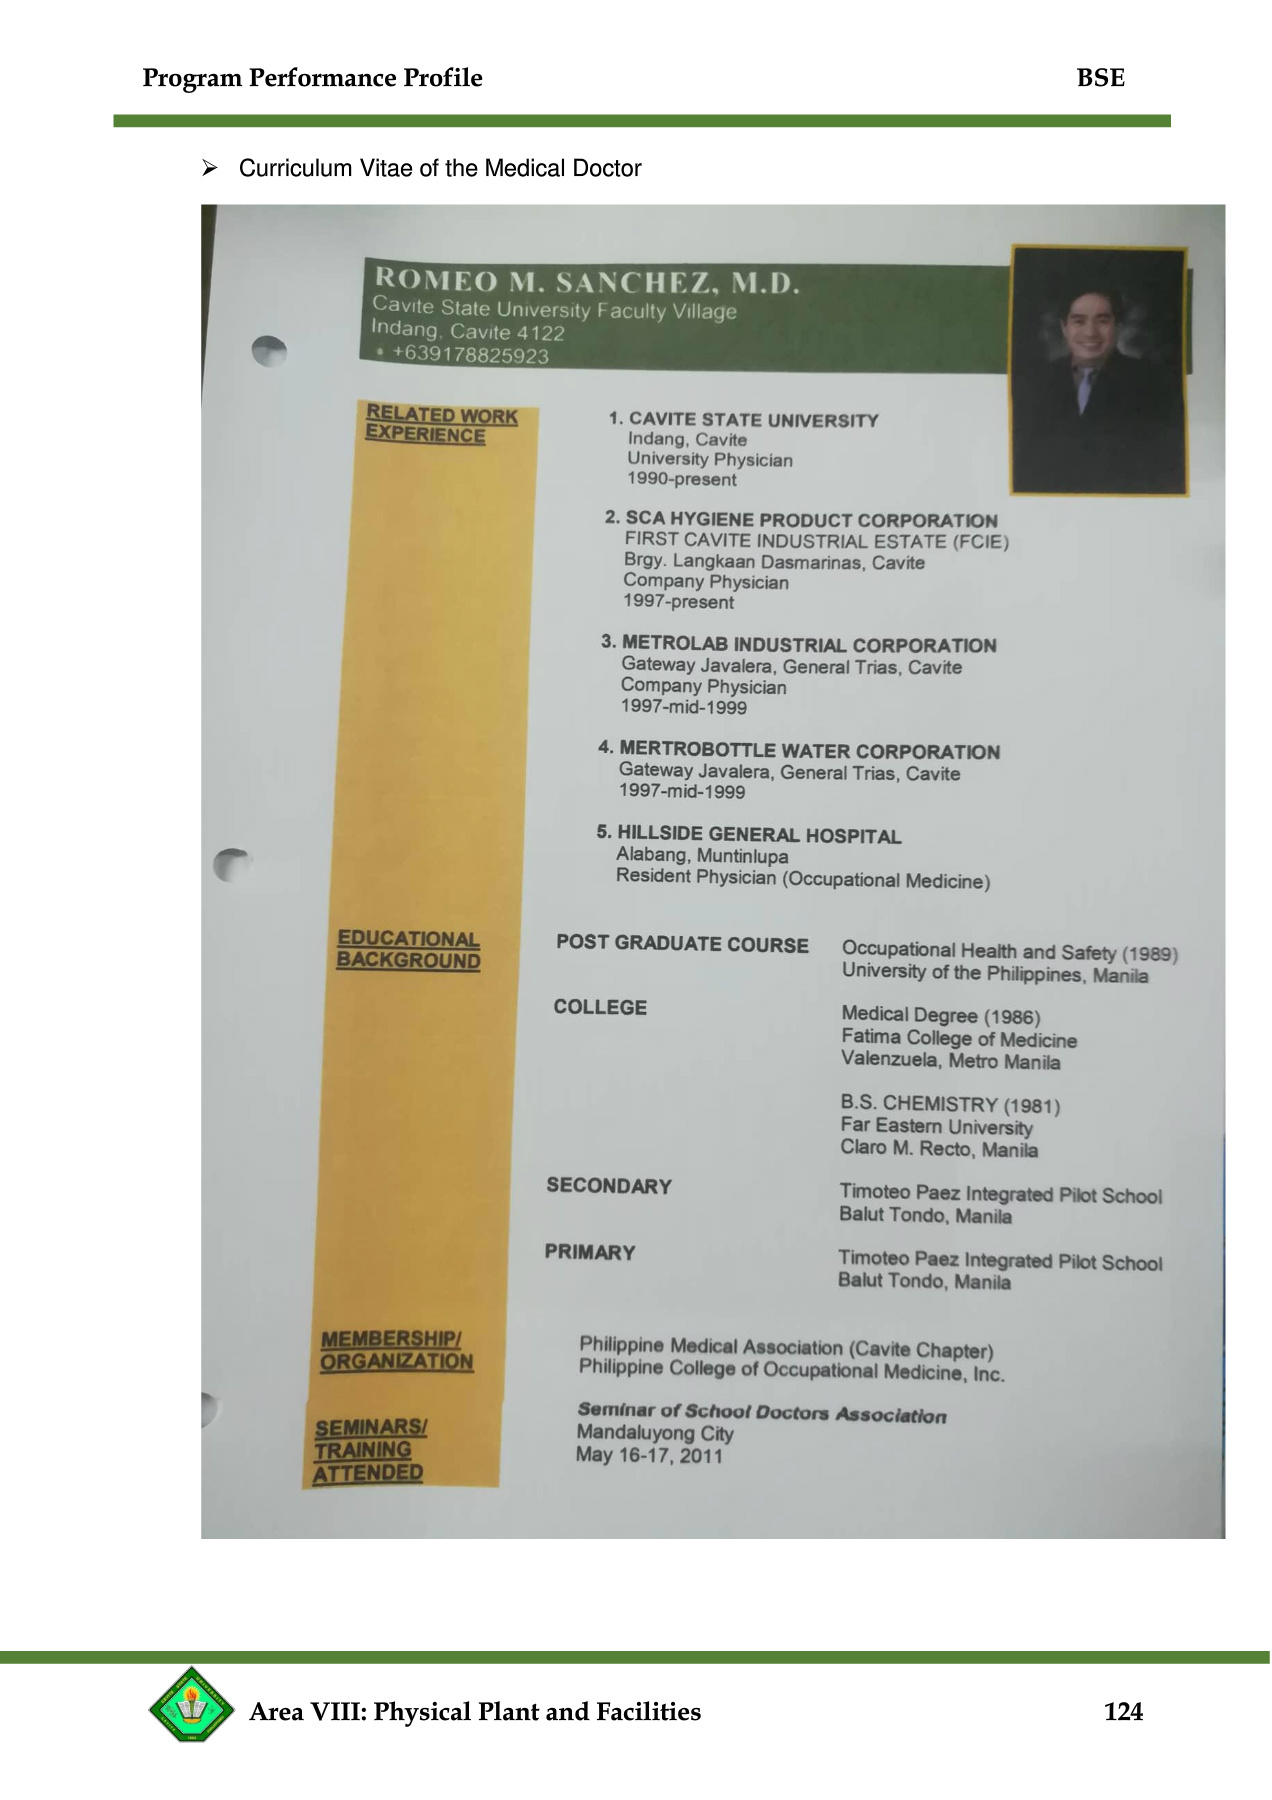 Program Performance Profile BSE
➢ Curriculum Vitae of the Medical Doctor
ROMEO M. SANCHEZ, M.D.
Cavite State University Faculty Village
Indang, Cavite 4122
• +639178825923
RELATED WORK
EXPERIENCE
1. CAVITE STATE UNIVERSITY
Indang, Cavite
University Physician
1990-present
2. SCA HYGIENE PRODUCT CORPORATION
FIRST CAVITE INDUSTRIAL ESTATE (FCIE)
Brgy. Langkaan Dasmarinas, Cavite
Company Physician
1997-present
3. METROLAB INDUSTRIAL CORPORATION
Gateway Javalera, General Trias, Cavite
Company Physician
1997-mid-1999
4. MERTROBOTTLE WATER CORPORATION
Gateway Javalera, General Trias, Cavite
1997-mid-1999
5. HILLSIDE GENERAL HOSPITAL
Alabang, Muntinlupa
Resident Physician (Occupational Medicine)
EDUCATIONAL
BACKGROUND
POST GRADUATE COURSE Occupational Health and Safety (1989)
University of the Philippines, Manila
COLLEGE Medical Degree (1986)
Fatima College of Medicine
Valenzuela, Metro Manila
B.S. CHEMISTRY (1981)
Far Eastern University
Claro M. Recto, Manila
SECONDARY Timoteo Paez Integrated Pilot School
Balut Tondo, Manila
PRIMARY Timoteo Paez Integrated Pilot School
Balut Tondo, Manila
MEMBERSHIP/
ORGANIZATION
Philippine Medical Association (Cavite Chapter)
Philippine College of Occupational Medicine, Inc.
SEMINARS/
TRAINING
ATTENDED
Seminar of School Doctors Association
Mandaluyong City
May 16-17, 2011
Area VIII: Physical Plant and Facilities 124